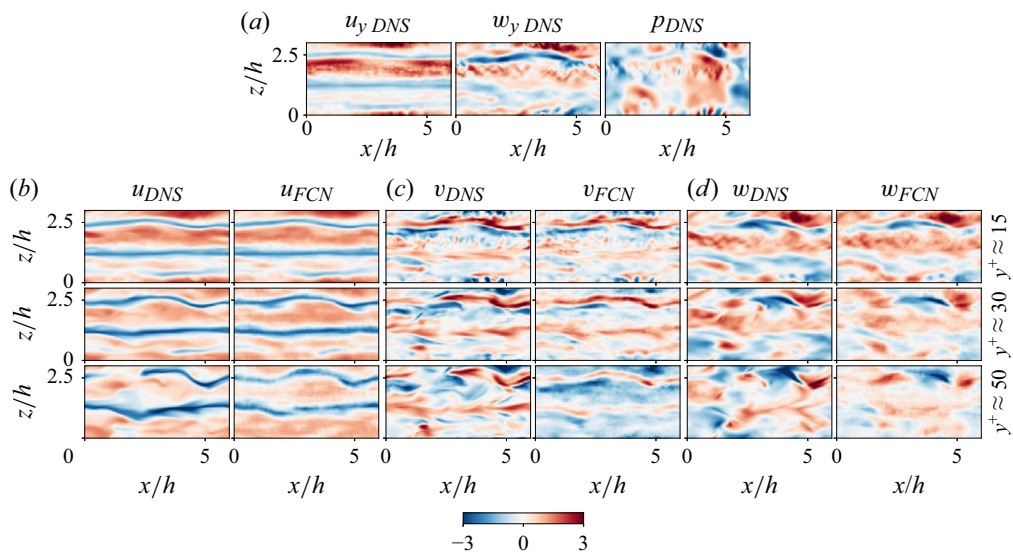 (a) u_y DNS w_y DNS p_DNS
z/h
2.5
0
0 5 0 5 0 5
x/h x/h x/h
(b) u_DNS u_FCN (c) v_DNS v_FCN (d) w_DNS w_FCN
z/h 2.5 0 y⁺ ≈ 15
z/h 2.5 0 y⁺ ≈ 30
z/h 2.5 y⁺ ≈ 50
0 5 0 5 0 5 0 5 0 5 0 5
x/h x/h x/h x/h x/h x/h
−3 0 3